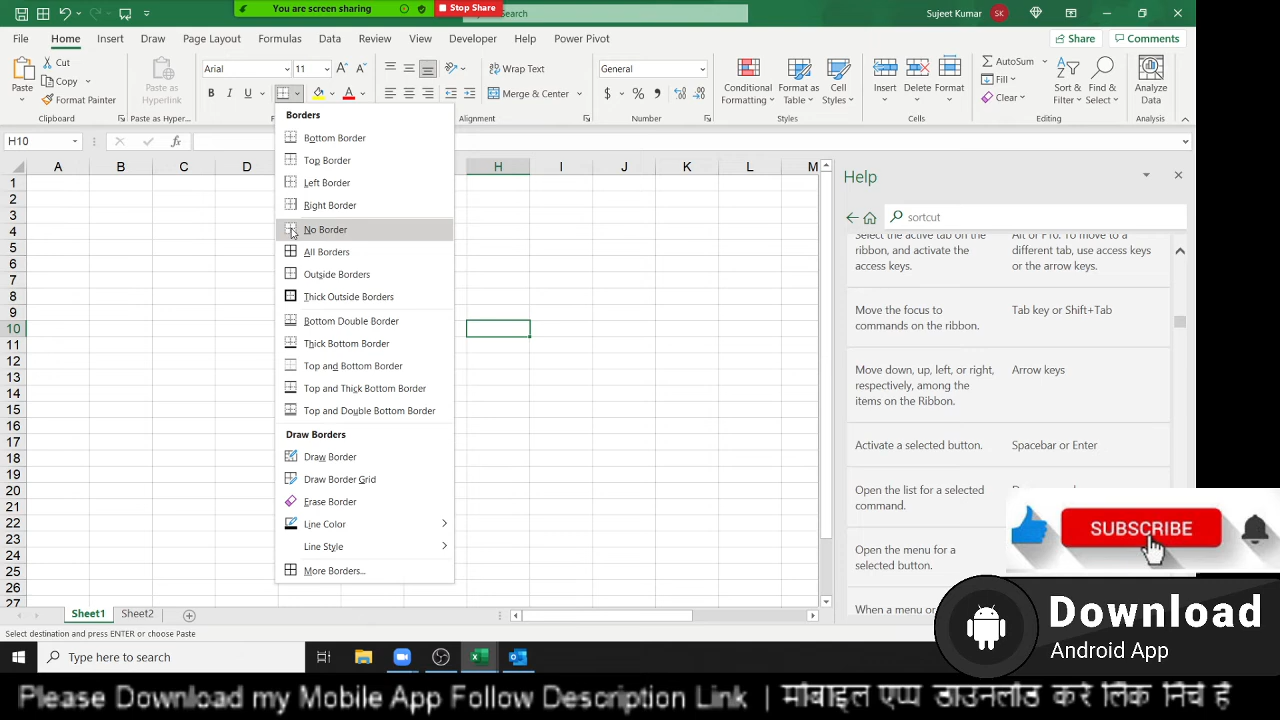 You are screen sharing
Stop Share
Search
Sujeet Kumar
SK
File
Home
Insert
Draw
Page Layout
Formulas
Data
Review
View
Developer
Help
Power Pivot
Share
Comments
Paste
Cut
Copy
Format Painter
Clipboard
Paste as Hyperlink
Paste as Hyper...
Arial
11
B I U
Wrap Text
Merge & Center
Alignment
General
$ % ,
Number
Conditional Formatting
Format as Table
Cell Styles
Styles
Insert
Delete
Format
Cells
AutoSum
Fill
Clear
Sort & Filter
Find & Select
Editing
Analyze Data
Analysis
H10
fx
A B C D H I J K L M
1
2
3
4
5
6
7
8
9
10
11
12
13
14
15
16
17
18
19
20
21
22
23
24
25
26
27
Borders
Bottom Border
Top Border
Left Border
Right Border
No Border
All Borders
Outside Borders
Thick Outside Borders
Bottom Double Border
Thick Bottom Border
Top and Bottom Border
Top and Thick Bottom Border
Top and Double Bottom Border
Draw Borders
Draw Border
Draw Border Grid
Erase Border
Line Color
Line Style
More Borders...
Help
sortcut
Select the active tab on the ribbon, and activate the access keys.
Alt or F10. To move to a different tab, use access keys or the arrow keys.
Move the focus to commands on the ribbon.
Tab key or Shift+Tab
Move down, up, left, or right, respectively, among the items on the Ribbon.
Arrow keys
Activate a selected button.
Spacebar or Enter
Open the list for a selected command.
Open the menu for a selected button.
When a menu or
SUBSCRIBE
Download
Android App
Sheet1
Sheet2
Select destination and press ENTER or choose Paste
Type here to search
Please Download my Mobile App Follow Description Link | मोबाइल एप्प डाउनलोड करे लिंक निचे है